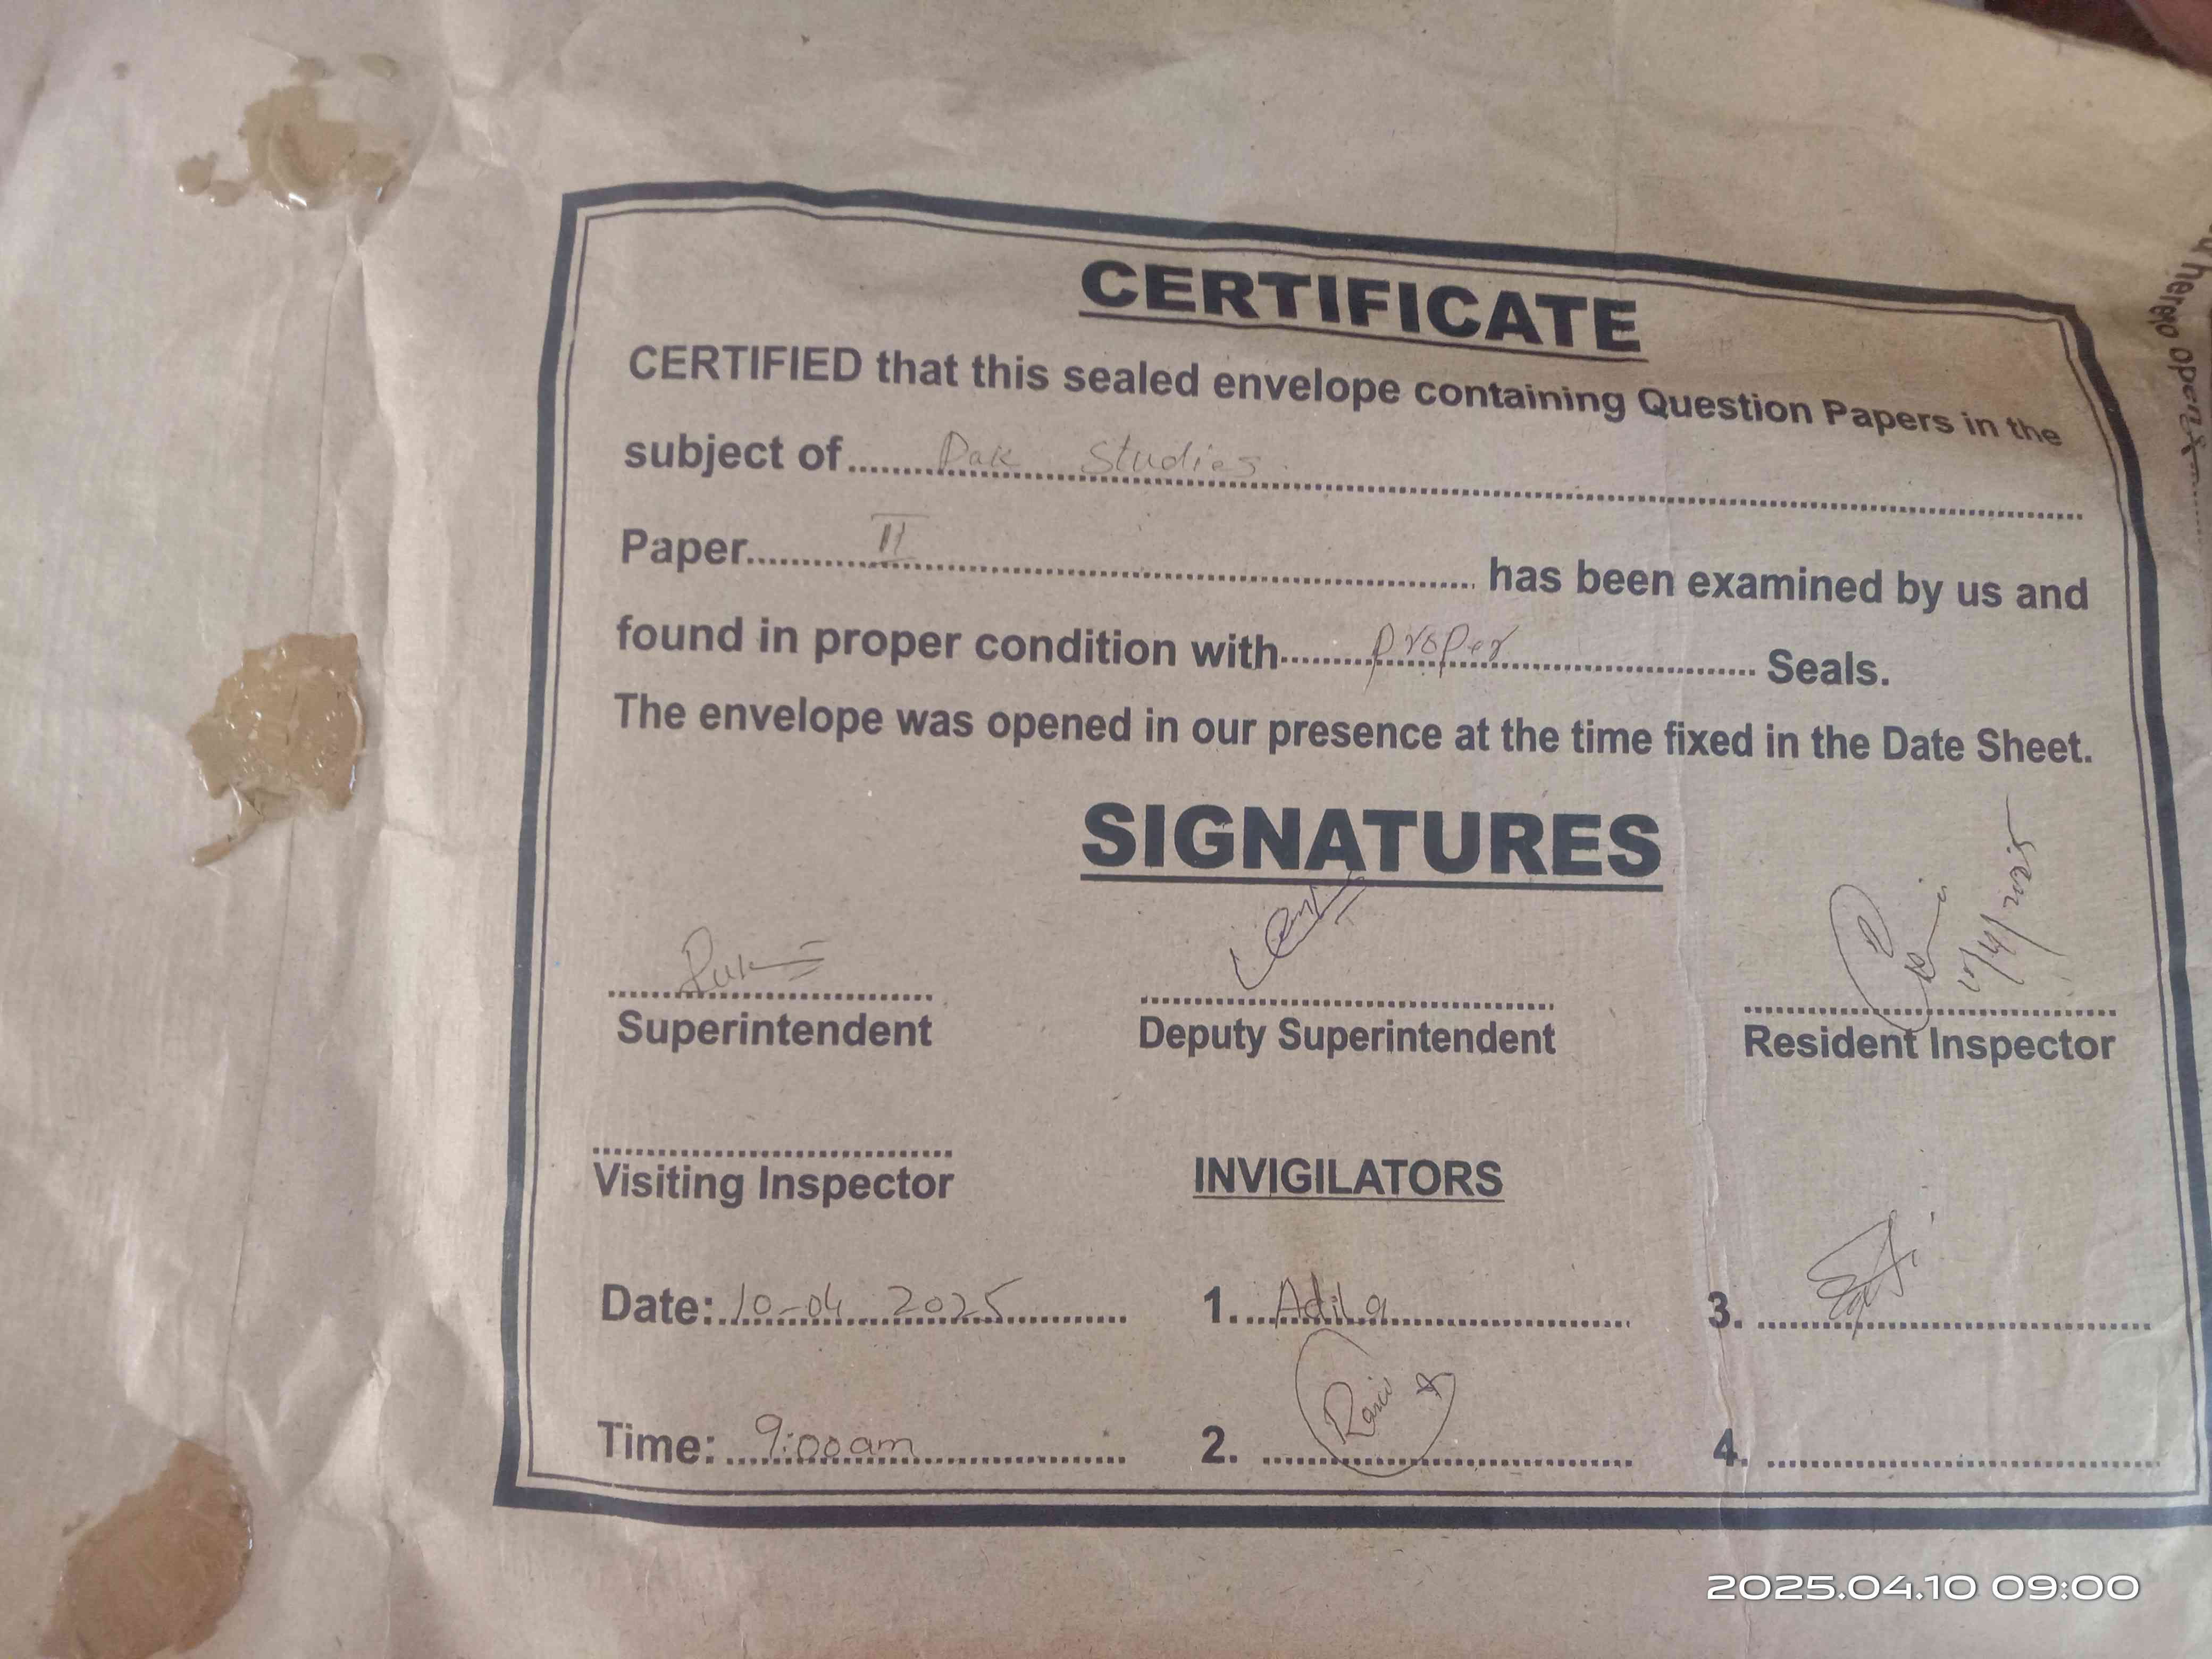 CERTIFICATE
CERTIFIED that this sealed envelope containing Question Papers in the
subject of Pak Studies
Paper II has been examined by us and
found in proper condition with proper Seals.
The envelope was opened in our presence at the time fixed in the Date Sheet.
SIGNATURES
10/4/2025
Superintendent Deputy Superintendent Resident Inspector
Visiting Inspector INVIGILATORS
Date: 10-04 2025 1. Adila 3.
Time: 9:00am 2. 4.
2025.04.10 09:00